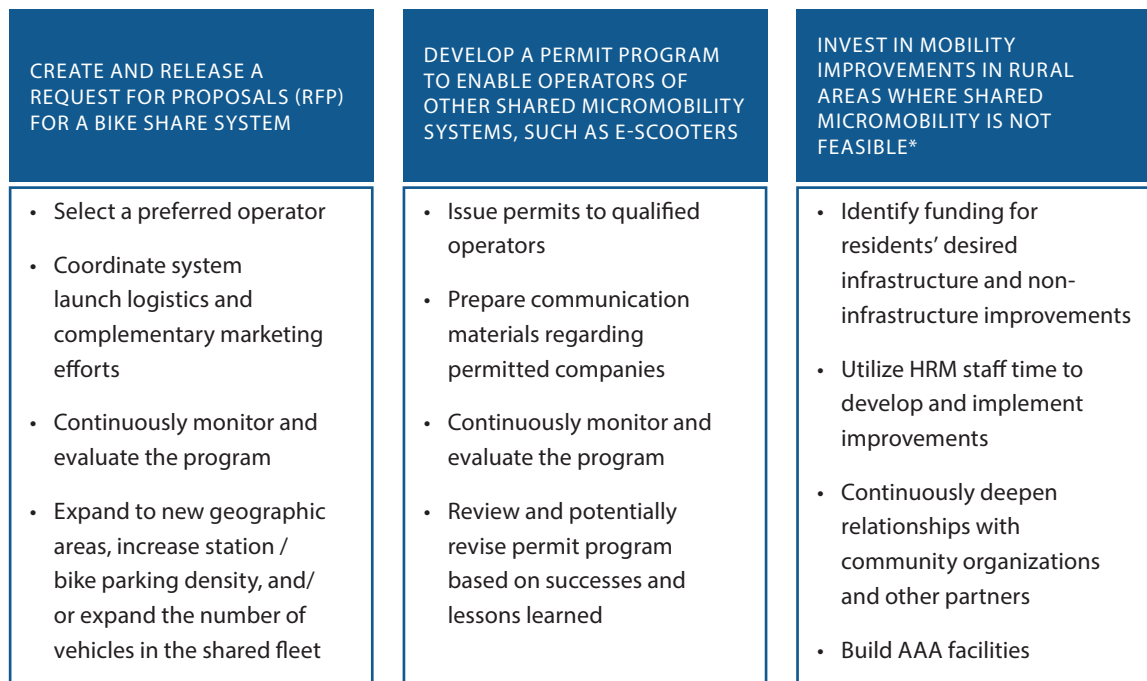 CREATE AND RELEASE A
REQUEST FOR PROPOSALS (RFP)
FOR A BIKE SHARE SYSTEM
• Select a preferred operator
• Coordinate system
launch logistics and
complementary marketing
efforts
• Continuously monitor and
evaluate the program
• Expand to new geographic
areas, increase station /
bike parking density, and/
or expand the number of
vehicles in the shared fleet
DEVELOP A PERMIT PROGRAM
TO ENABLE OPERATORS OF
OTHER SHARED MICROMOBILITY
SYSTEMS, SUCH AS E-SCOOTERS
• Issue permits to qualified
operators
• Prepare communication
materials regarding
permitted companies
• Continuously monitor and
evaluate the program
• Review and potentially
revise permit program
based on successes and
lessons learned
INVEST IN MOBILITY
IMPROVEMENTS IN RURAL
AREAS WHERE SHARED
MICROMOBILITY IS NOT
FEASIBLE*
• Identify funding for
residents’ desired
infrastructure and non-
infrastructure improvements
• Utilize HRM staff time to
develop and implement
improvements
• Continuously deepen
relationships with
community organizations
and other partners
• Build AAA facilities